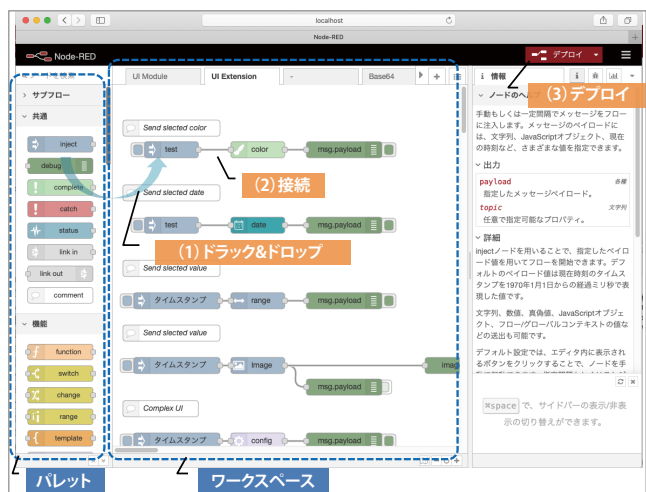 localhost
Node-RED
Node-RED
デプロイ
UI Module
UI Extension
-
Base64
i 情報
(3)デプロイ
サブフロー
共通
inject
debug
complete
catch
status
link in
link out
comment
機能
function
switch
change
range
template
パレット
Send slected color
test
color
msg.payload
(2)接続
Send slected date
test
date
msg.payload
(1)ドラック&ドロップ
Send slected value
タイムスタンプ
range
msg.payload
Send slected value
タイムスタンプ
Image
msg.payload
Complex UI
タイムスタンプ
config
msg.payload
ワークスペース
ノードのヘル
手動もしくは一定間隔でメッセージをフロー
に注入します。メッセージのペイロードに
は、文字列、JavaScriptオブジェクト、現在
の時刻など、さまざまな値を指定できます。
出力
payload 各種
指定したメッセージペイロード。
topic 文字列
任意で指定可能なプロパティ。
詳細
injectノードを用いることで、指定したペイロ
ード値を用いてフローを開始できます。デフ
ォルトのペイロード値は現在時刻のタイムス
タンプを1970年1月1日からの経過ミリ秒で表
現した値です。
文字列、数値、真偽値、JavaScriptオブジェ
クト、フロー/グローバルコンテキストの値な
どの送出も可能です。
デフォルト設定では、エディタ内に表示され
るボタンをクリックすることで、ノードを手
⌘space で、サイドバーの表示/非表
示の切り替えができます。